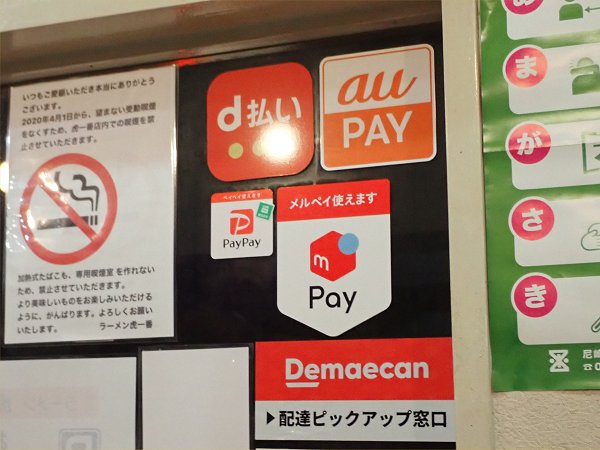 いつもご愛顧いただき本当にありがとう
ございます。
2020年4月1日から、望まない受動喫煙
をなくすため、虎一番店内での喫煙を禁
止させていただきます。
加熱式たばこも、専用喫煙室を作れない
ため、禁止させていただきます。
より美味しいものをお楽しみいただける
ように、がんばります。よろしくお願い
いたします。 ラーメン虎一番
d払い
au
PAY
ペイペイ使えます
PayPay
メルペイ使えます
m
Pay
Demaecan
▶配達ピックアップ窓口
ま
が
さ
き
尼崎
☎0